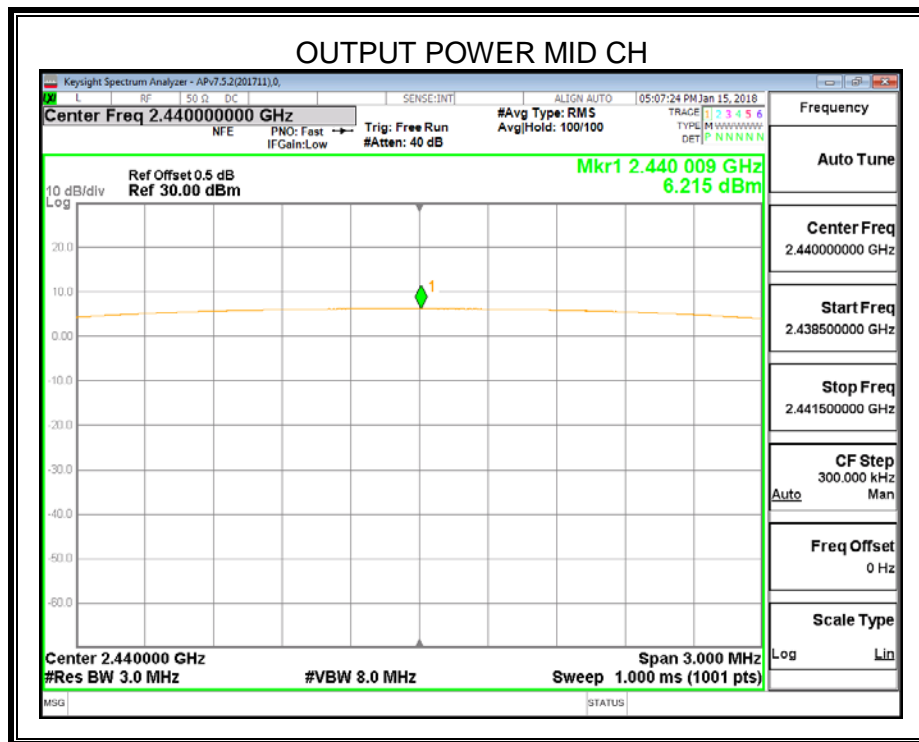 OUTPUT POWER MID CH
Keysight Spectrum Analyzer - APv7.5.2(201711),0,
L RF 50 Ω DC SENSE:INT ALIGN AUTO 05:07:24 PM Jan 15, 2018
Center Freq 2.440000000 GHz
NFE
PNO: Fast
IFGain:Low
Trig: Free Run
#Atten: 40 dB
#Avg Type: RMS
Avg|Hold: 100/100
TRACE 1 2 3 4 5 6
TYPE M WWWWW
DET P N N N N N
Mkr1 2.440 009 GHz
6.215 dBm
Ref Offset 0.5 dB
10 dB/div Ref 30.00 dBm
Log
20.0
10.0
0.00
-10.0
-20.0
-30.0
-40.0
-50.0
-60.0
1
Center 2.440000 GHz Span 3.000 MHz
#Res BW 3.0 MHz #VBW 8.0 MHz Sweep 1.000 ms (1001 pts)
MSG STATUS
Frequency
Auto Tune
Center Freq
2.440000000 GHz
Start Freq
2.438500000 GHz
Stop Freq
2.441500000 GHz
CF Step
300.000 kHz
Auto Man
Freq Offset
0 Hz
Scale Type
Log Lin